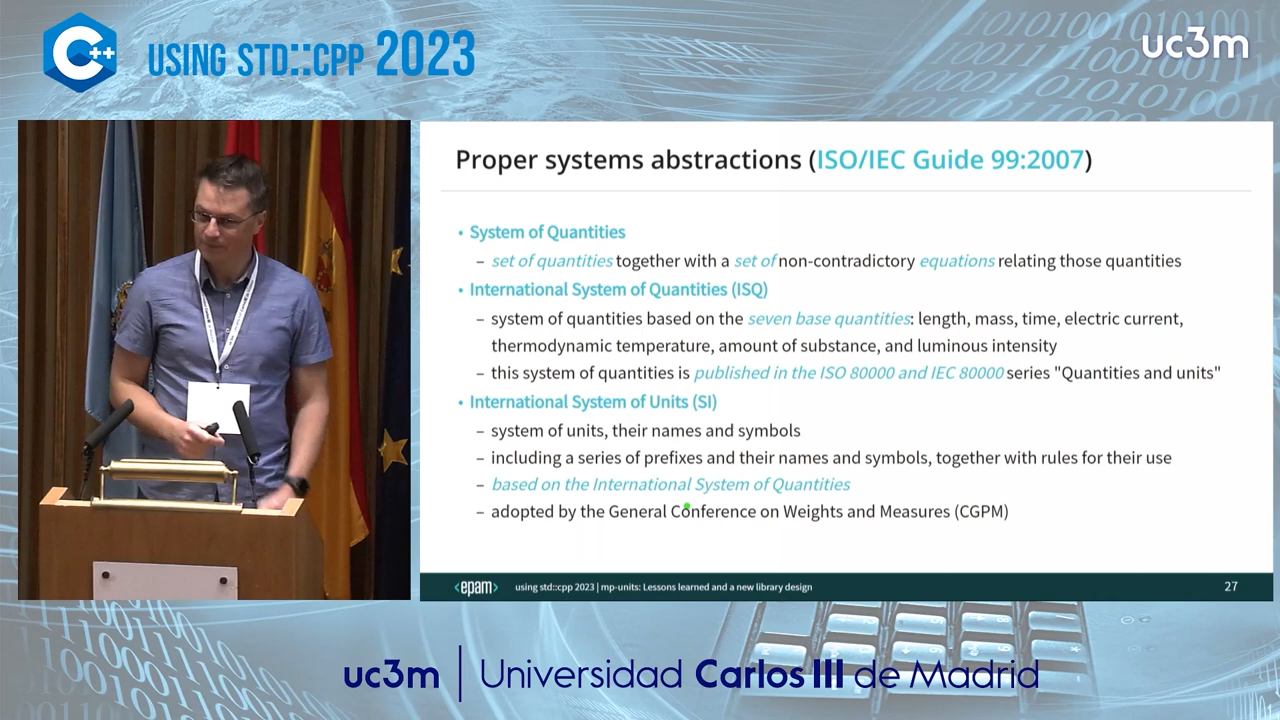 C++
USING STD::CPP 2023
uc3m
Proper systems abstractions (ISO/IEC Guide 99:2007)
• System of Quantities
– set of quantities together with a set of non-contradictory equations relating those quantities
• International System of Quantities (ISQ)
– system of quantities based on the seven base quantities: length, mass, time, electric current,
thermodynamic temperature, amount of substance, and luminous intensity
– this system of quantities is published in the ISO 80000 and IEC 80000 series "Quantities and units"
• International System of Units (SI)
– system of units, their names and symbols
– including a series of prefixes and their names and symbols, together with rules for their use
– based on the International System of Quantities
– adopted by the General Conference on Weights and Measures (CGPM)
<epam> using std::cpp 2023 | mp-units: Lessons learned and a new library design 27
uc3m | Universidad Carlos III de Madrid